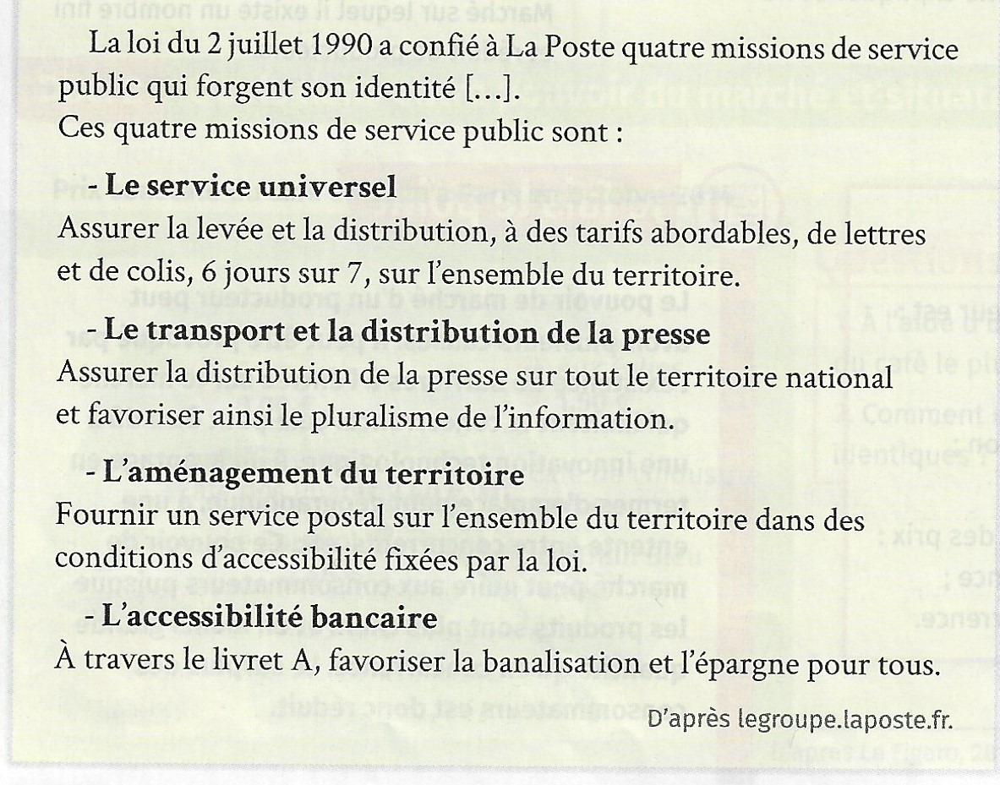 La loi du 2 juillet 1990 a confié à La Poste quatre missions de service
public qui forgent son identité [...].
Ces quatre missions de service public sont :
- Le service universel
Assurer la levée et la distribution, à des tarifs abordables, de lettres
et de colis, 6 jours sur 7, sur l'ensemble du territoire.
- Le transport et la distribution de la presse
Assurer la distribution de la presse sur tout le territoire national
et favoriser ainsi le pluralisme de l'information.
- L'aménagement du territoire
Fournir un service postal sur l'ensemble du territoire dans des
conditions d'accessibilité fixées par la loi.
- L'accessibilité bancaire
À travers le livret A, favoriser la banalisation et l'épargne pour tous.
D'après legroupe.laposte.fr.